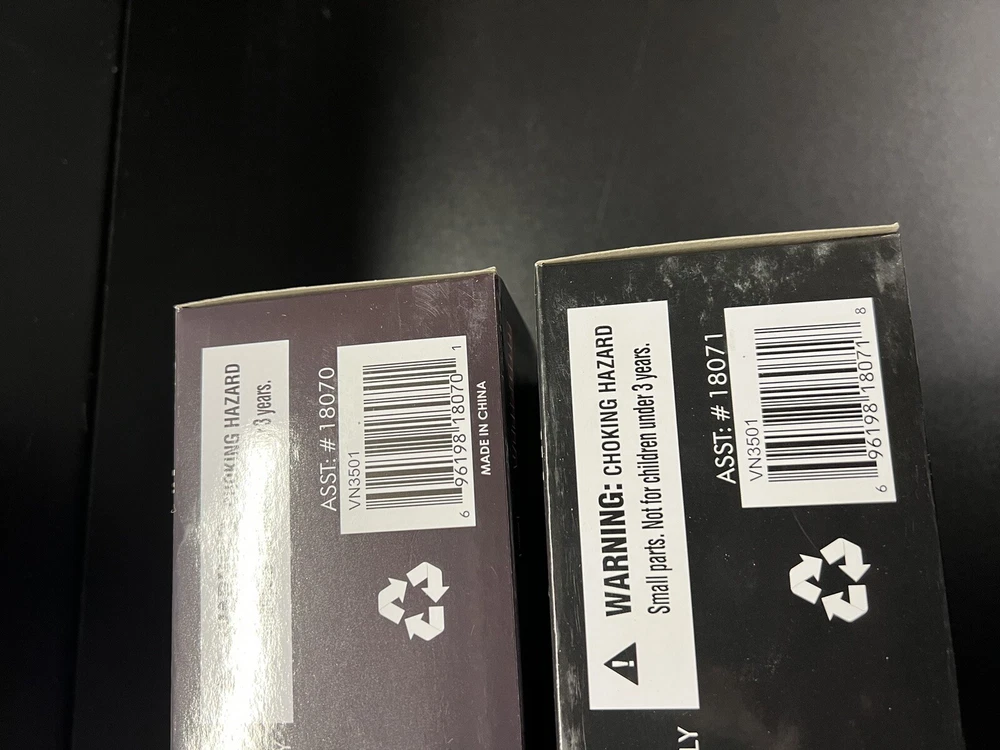 CHOKING HAZARD
3 years.
ASST: # 18070
VN3501
6 96198 18070 1
MADE IN CHINA
WARNING: CHOKING HAZARD
Small parts. Not for children under 3 years.
ASST: # 18071
VN3501
6 96198 18071 8
LY